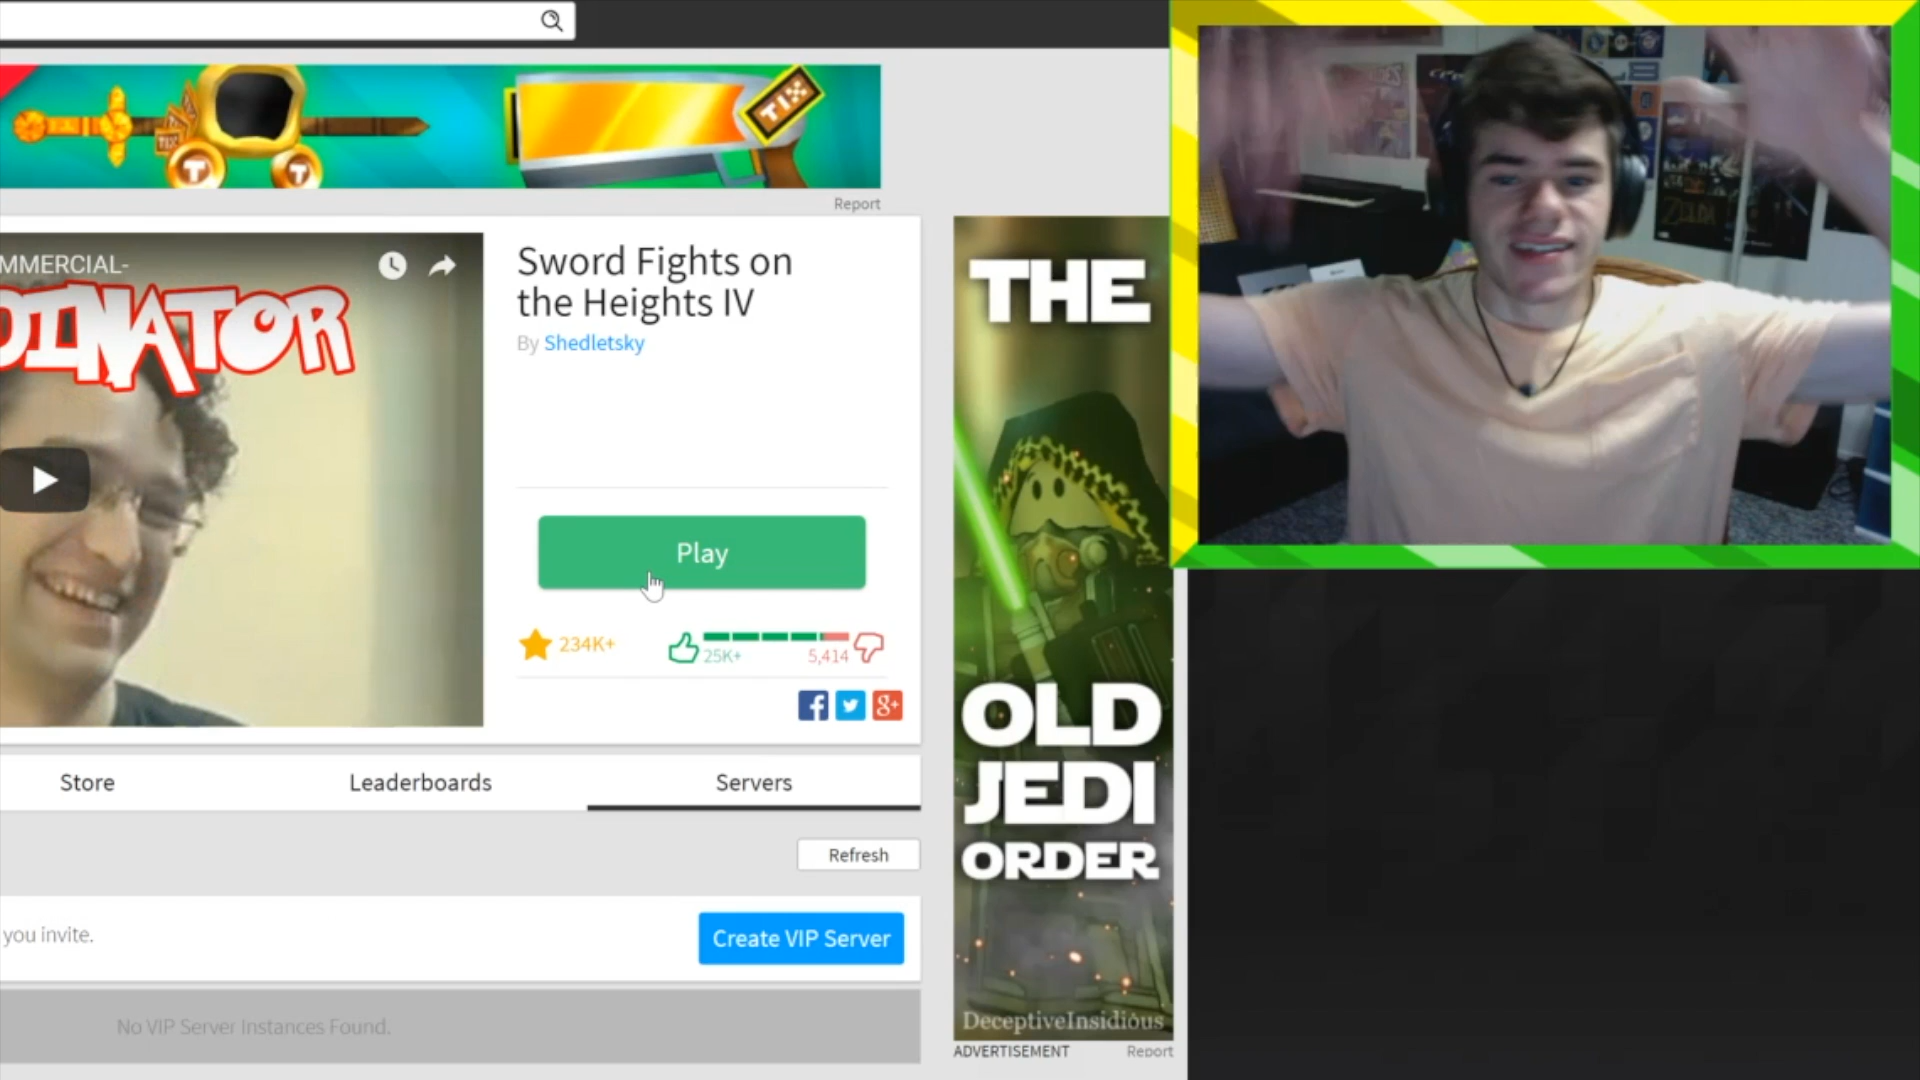 TIX
Report
MMERCIAL-
DINATOR
Sword Fights on
the Heights IV
By Shedletsky
Play
234K+
25K+
5,414
Store
Leaderboards
Servers
Refresh
you invite.
Create VIP Server
No VIP Server Instances Found.
THE
OLD
JEDI
ORDER
DeceptiveInsidious
ADVERTISEMENT
Report
ZELDA